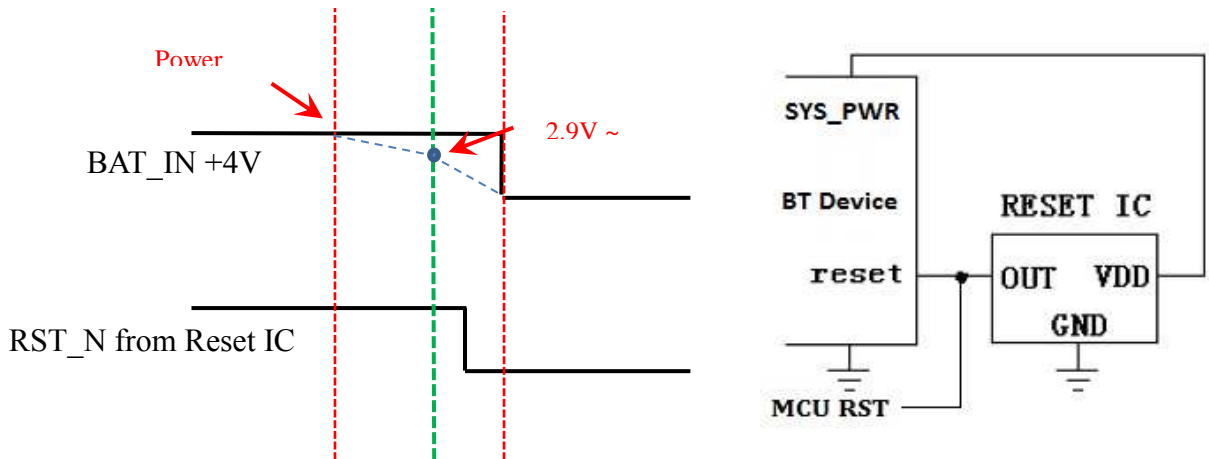 Power
2.9V ~
BAT_IN +4V
RST_N from Reset IC
SYS_PWR
BT Device
reset
RESET IC
OUT VDD
GND
MCU RST